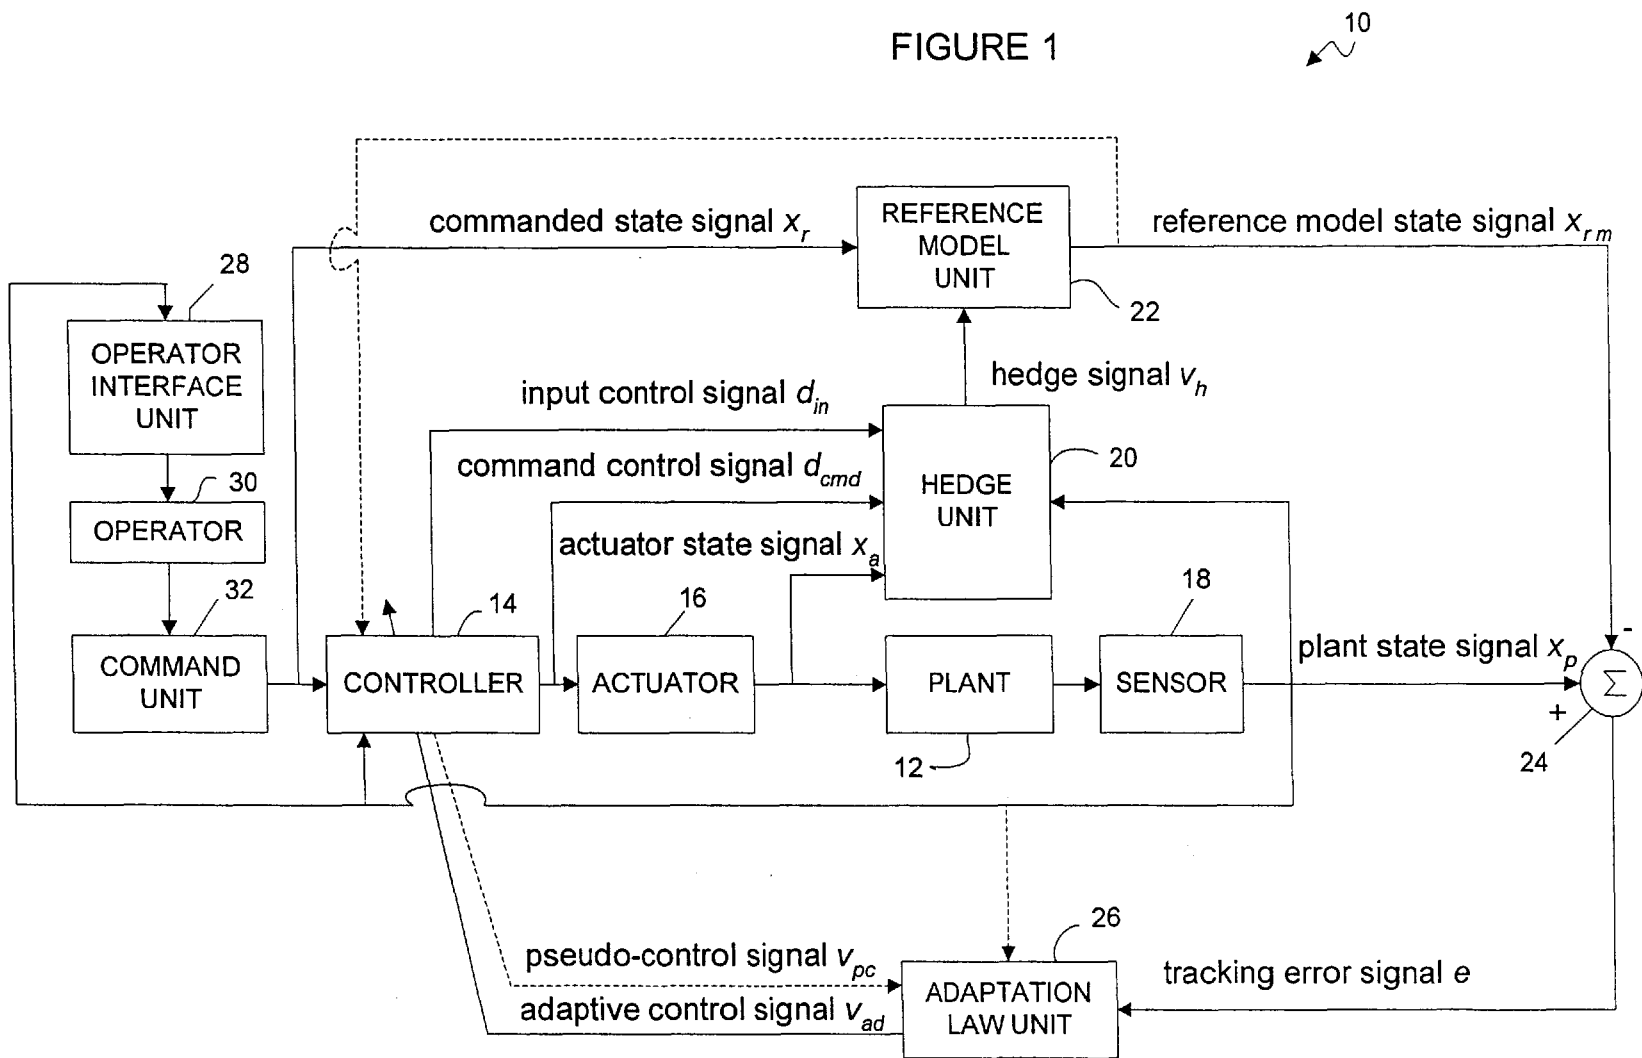 FIGURE 1
10
commanded state signal x_r
REFERENCE
MODEL
UNIT
reference model state signal x_rm
22
28
OPERATOR
INTERFACE
UNIT
hedge signal v_h
input control signal d_in
command control signal d_cmd
HEDGE
UNIT
20
30
OPERATOR
actuator state signal x_a
32
COMMAND
UNIT
14
CONTROLLER
16
ACTUATOR
PLANT
12
18
SENSOR
plant state signal x_p
-
+
Σ
24
26
pseudo-control signal v_pc
adaptive control signal v_ad
ADAPTATION
LAW UNIT
tracking error signal e